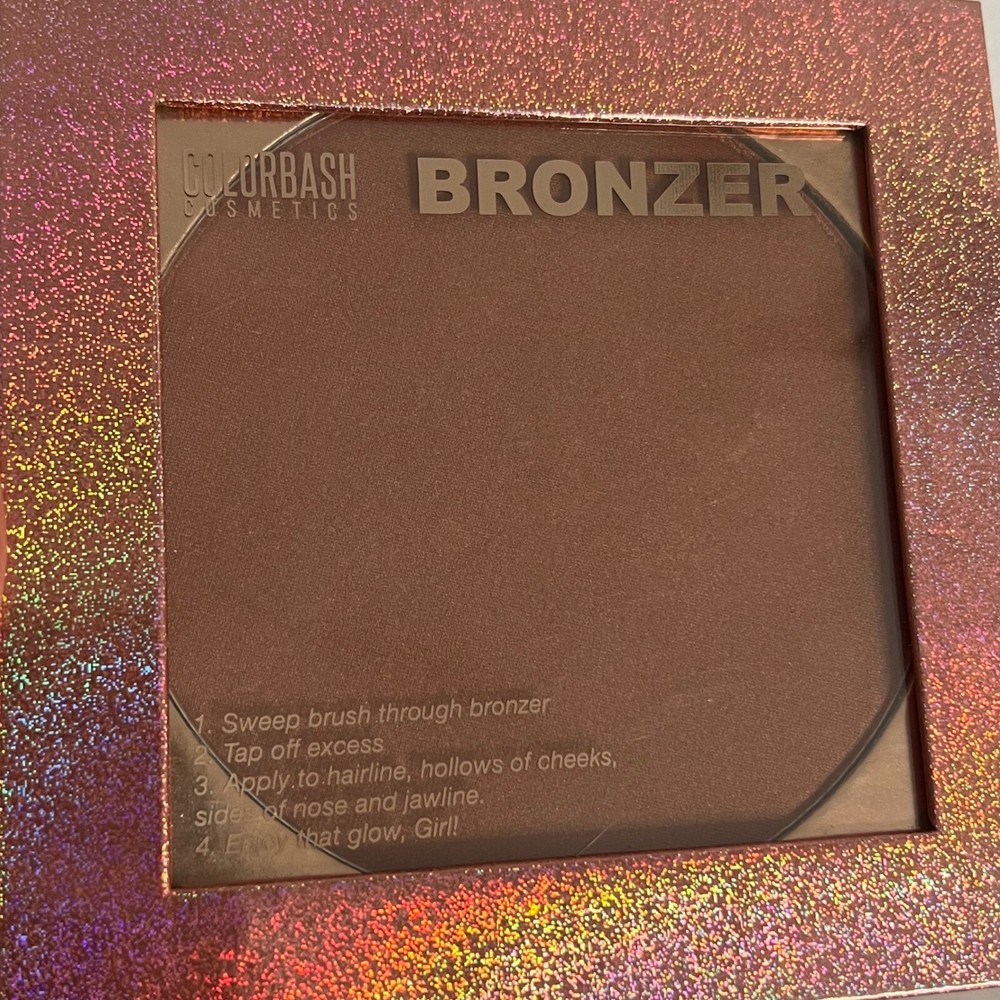 COLORBASH
COSMETICS
BRONZER
1. Sweep brush through bronzer
2. Tap off excess
3. Apply to hairline, hollows of cheeks,
sides of nose and jawline.
4. Enjoy that glow, Girl!